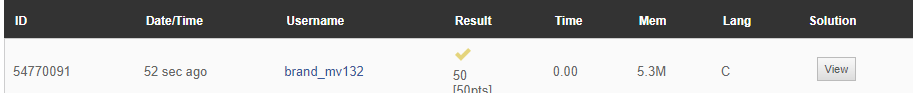 ID Date/Time Username Result Time Mem Lang Solution
54770091 52 sec ago brand_mv132 50 0.00 5.3M C View
[50pts]